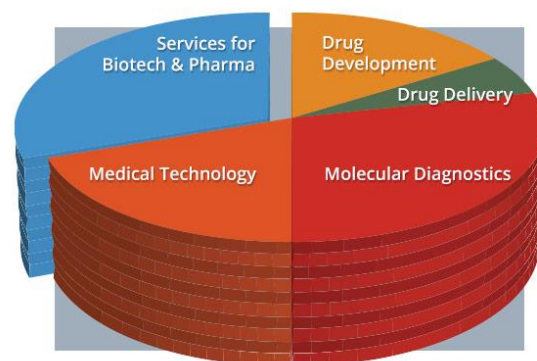 Services for
Biotech & Pharma
Drug
Development
Drug Delivery
Medical Technology
Molecular Diagnostics